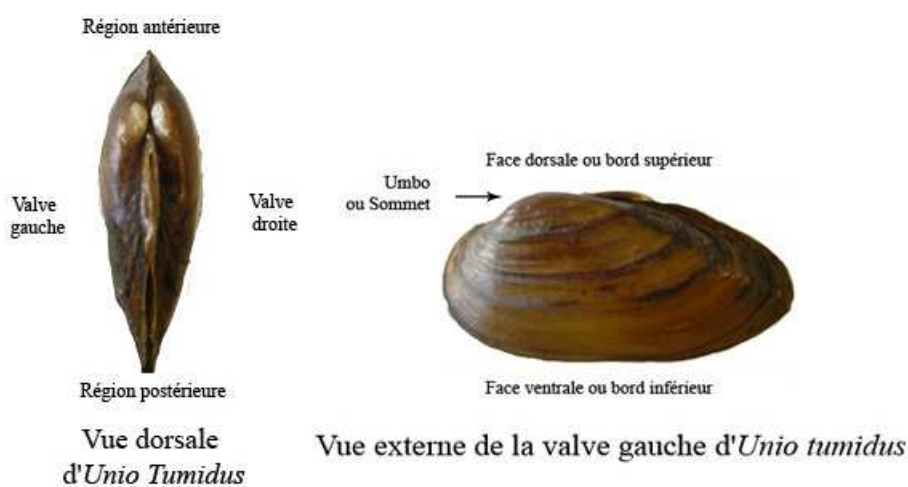 Région antérieure
Valve
gauche
Valve
droite
Région postérieure
Vue dorsale
d'Unio Tumidus
Face dorsale ou bord supérieur
Umbo
ou Sommet
Face ventrale ou bord inférieur
Vue externe de la valve gauche d'Unio tumidus